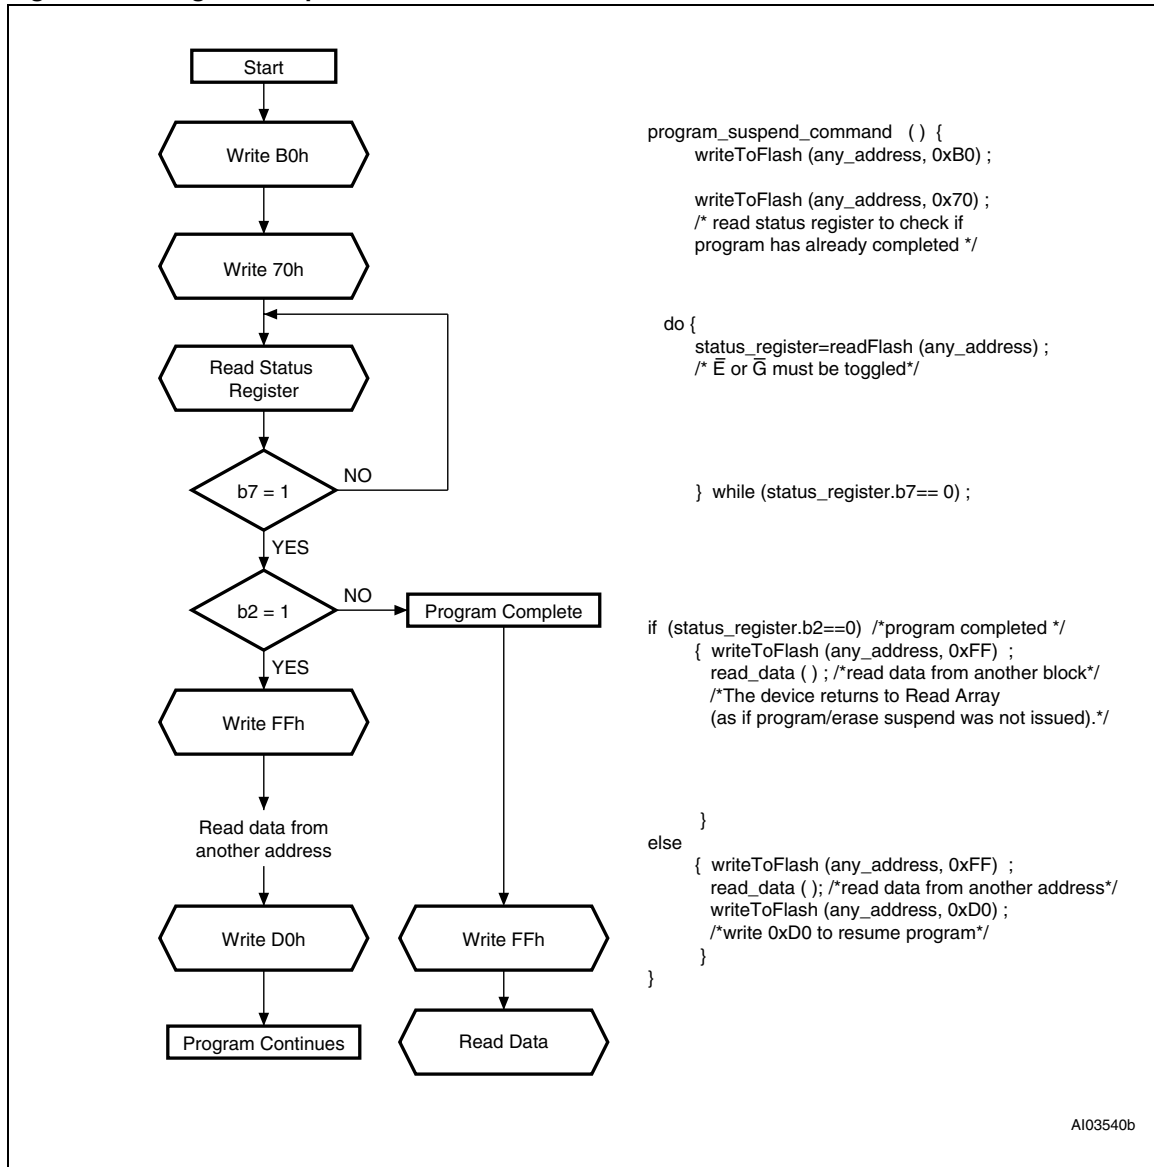 Start
Write B0h
Write 70h
Read Status
Register
b7 = 1
NO
YES
b2 = 1
NO
Program Complete
YES
Write FFh
Read data from
another address
Write D0h
Write FFh
Program Continues
Read Data
program_suspend_command ( ) {
writeToFlash (any_address, 0xB0) ;
writeToFlash (any_address, 0x70) ;
/* read status register to check if
program has already completed */
do {
status_register=readFlash (any_address) ;
/* E̅ or G̅ must be toggled*/
} while (status_register.b7== 0) ;
if (status_register.b2==0) /*program completed */
{ writeToFlash (any_address, 0xFF) ;
read_data ( ) ; /*read data from another block*/
/*The device returns to Read Array
(as if program/erase suspend was not issued).*/
}
else
{ writeToFlash (any_address, 0xFF) ;
read_data ( ); /*read data from another address*/
writeToFlash (any_address, 0xD0) ;
/*write 0xD0 to resume program*/
}
}
AI03540b